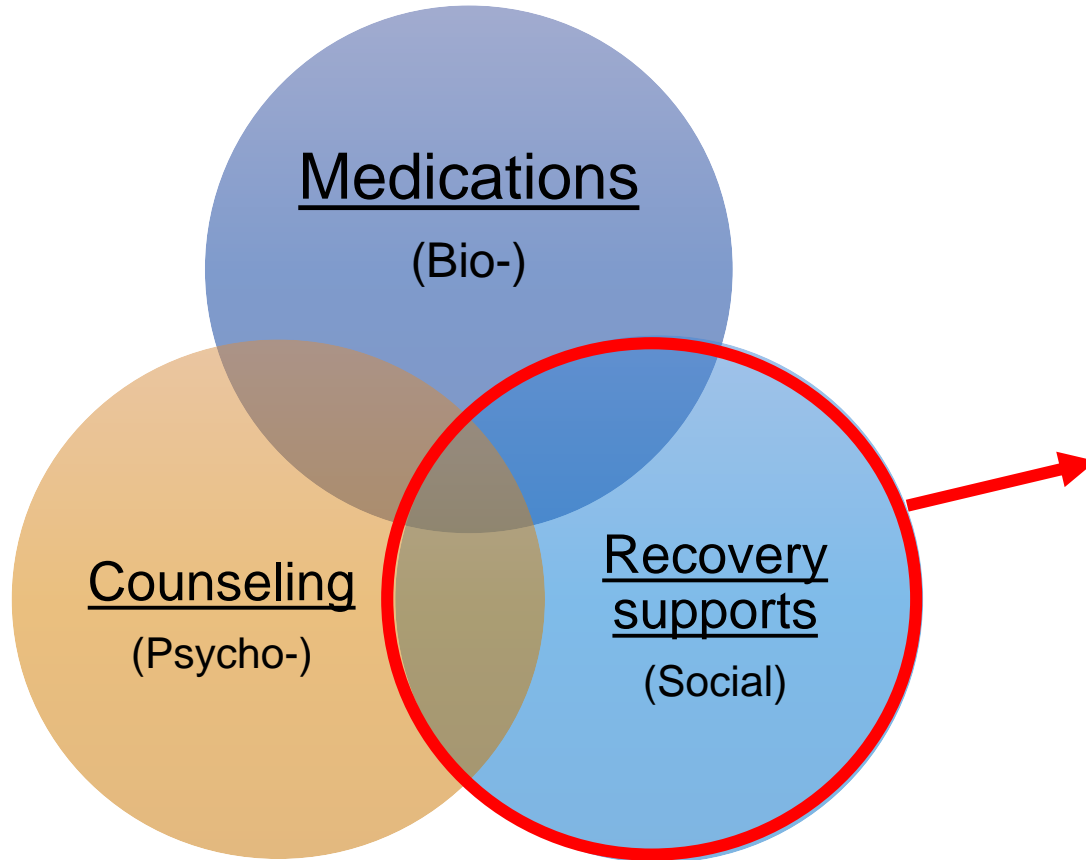 Medications
(Bio-)
Counseling
(Psycho-)
Recovery
supports
(Social)